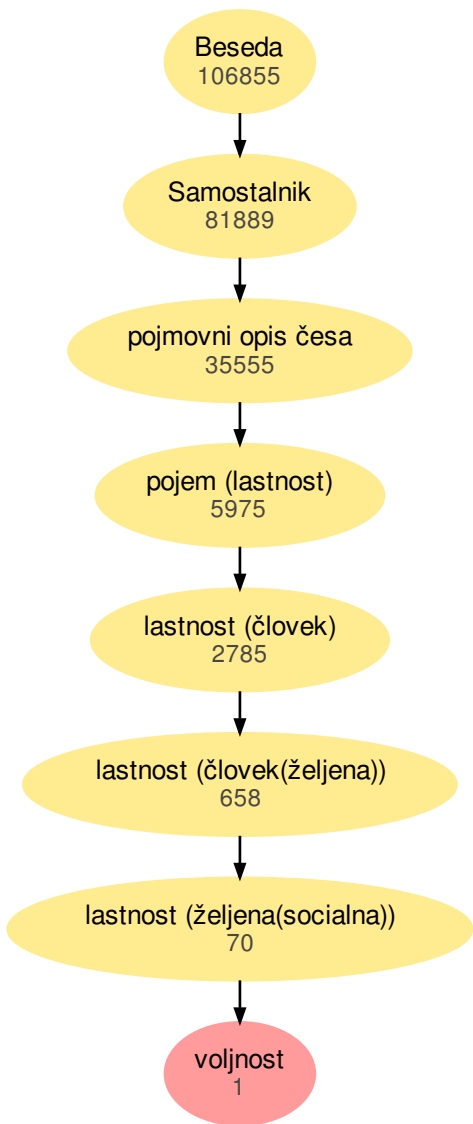 Beseda
106855
Samostalnik
81889
pojmovni opis česa
35555
pojem (lastnost)
5975
lastnost (človek)
2785
lastnost (človek(željena))
658
lastnost (željena(socialna))
70
voljnost
1